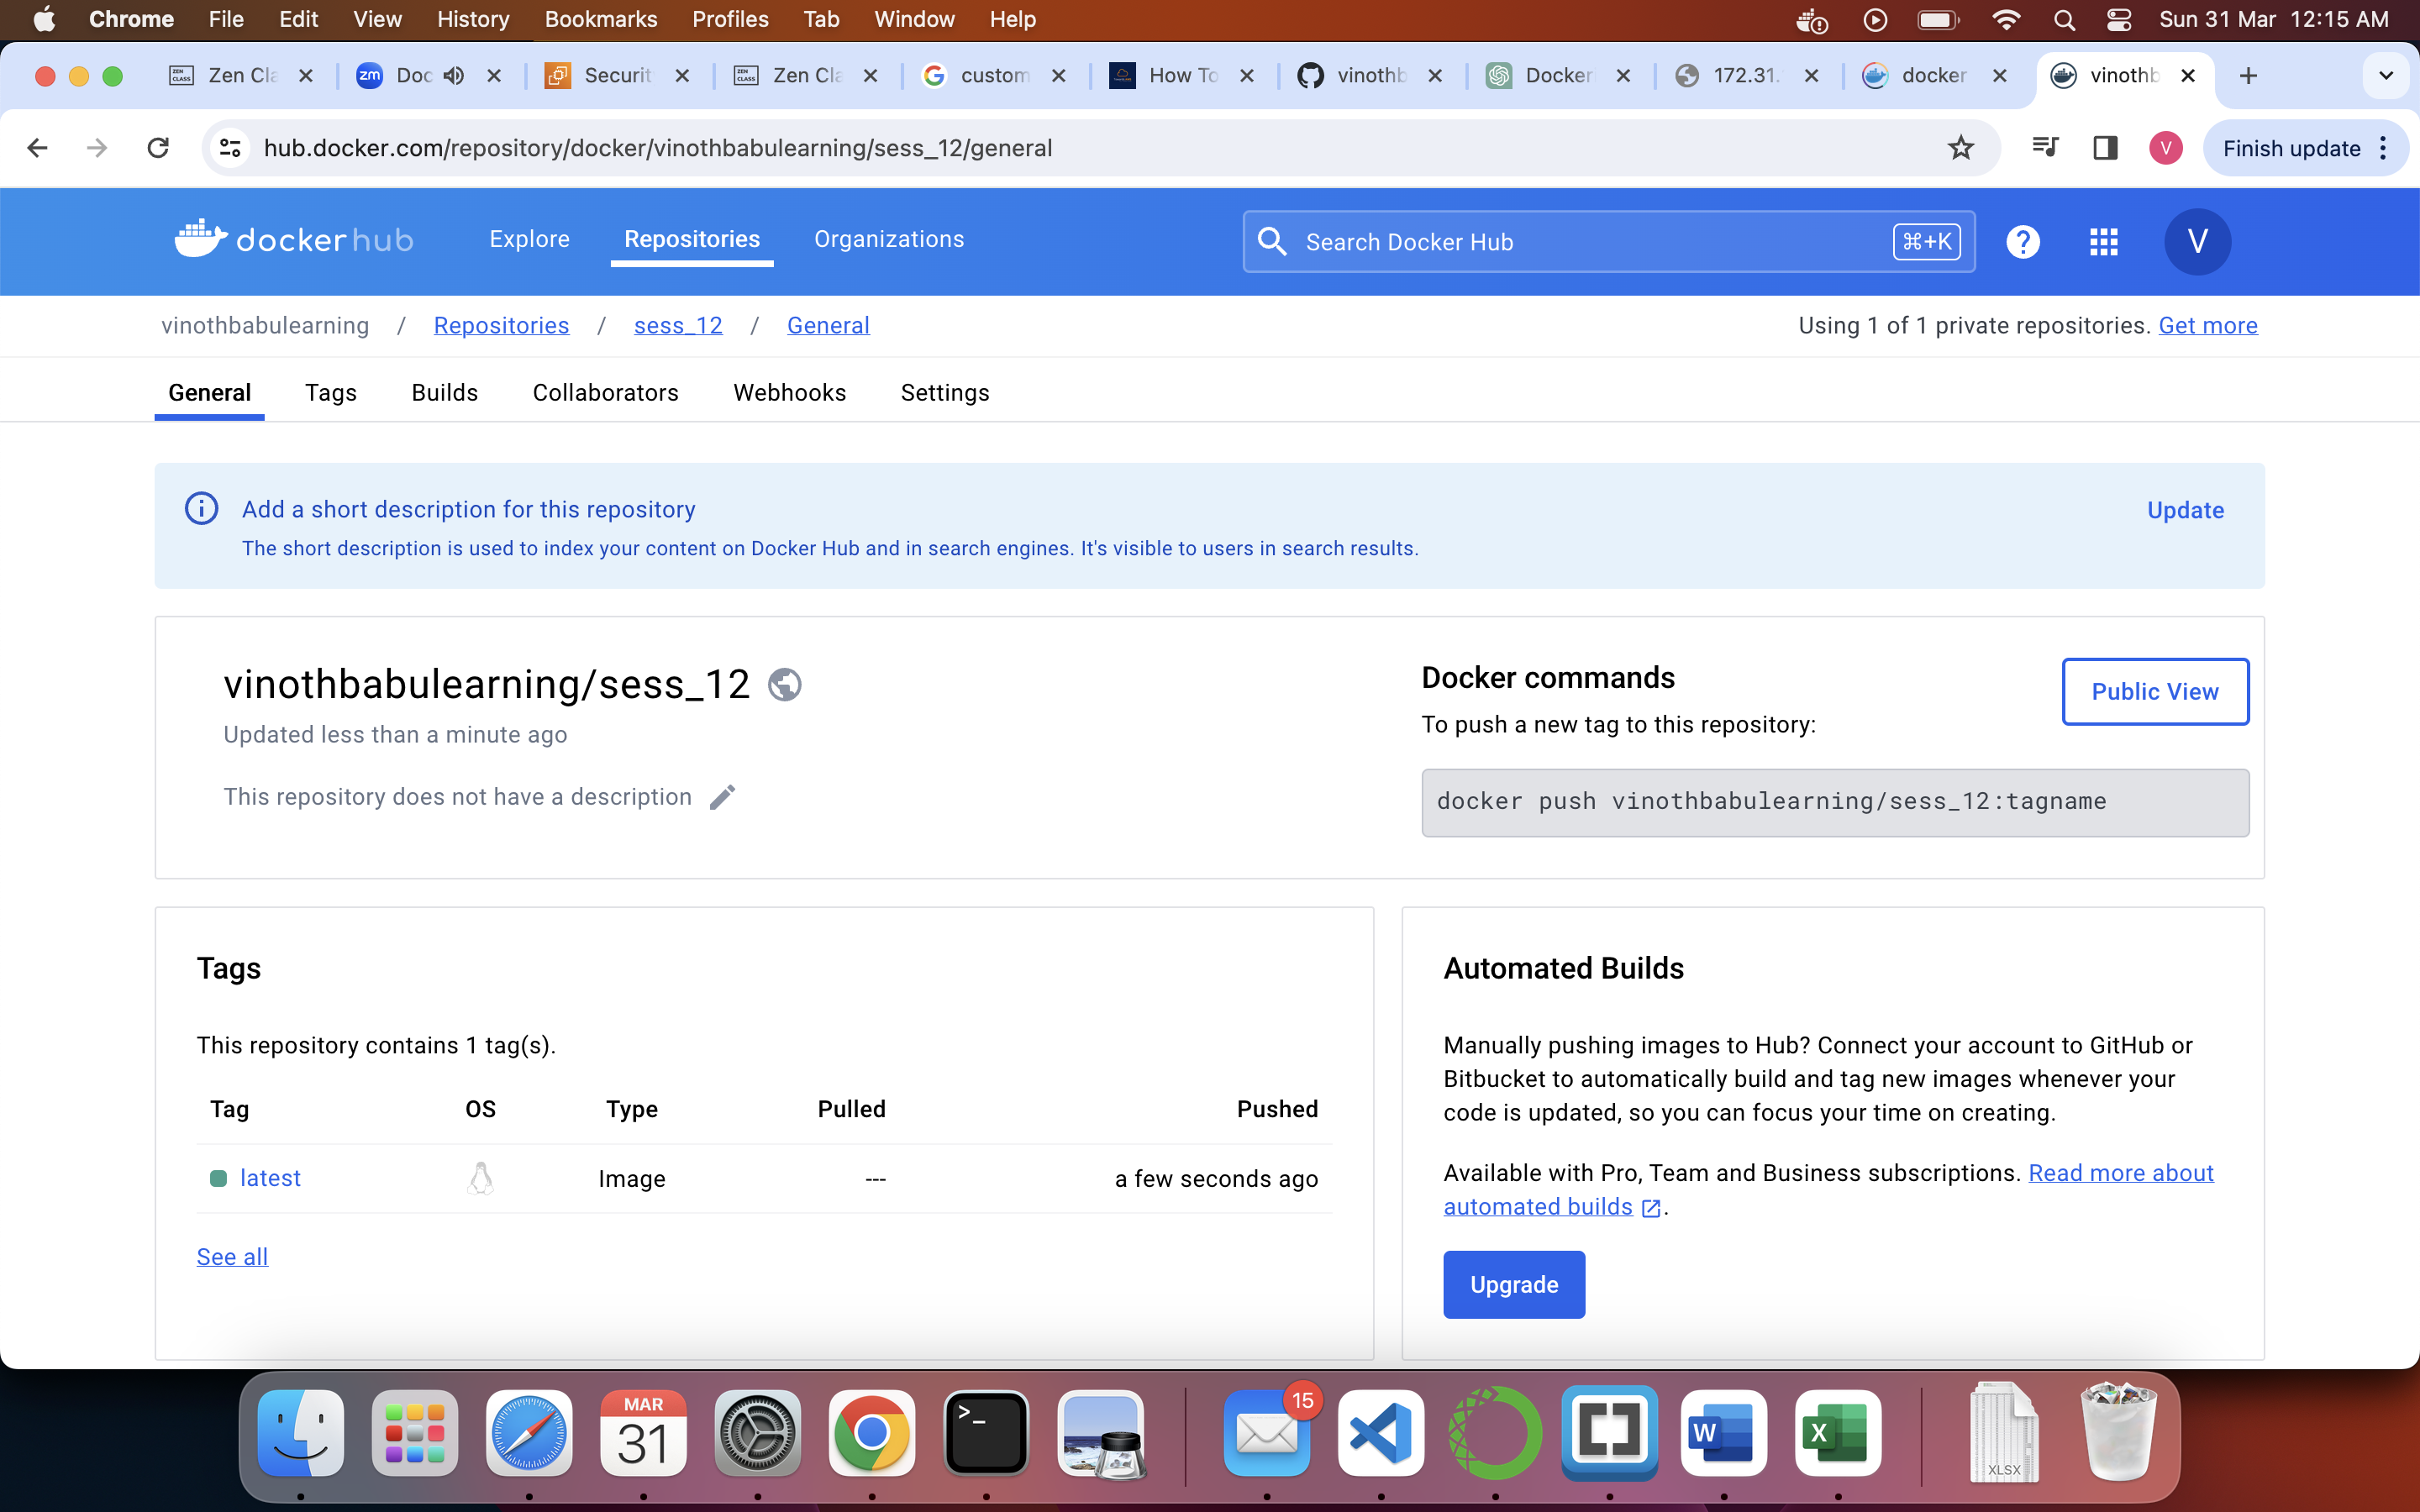 Chrome File Edit View History Bookmarks Profiles Tab Window Help Sun 31 Mar 12:15 AM
Zen Cla Doc Securit Zen Cla custom How To vinothb Docker 172.31. docker vinothb
hub.docker.com/repository/docker/vinothbabulearning/sess_12/general V Finish update
dockerhub Explore Repositories Organizations Search Docker Hub ⌘+K ? V
vinothbabulearning / Repositories / sess_12 / General Using 1 of 1 private repositories. Get more
General Tags Builds Collaborators Webhooks Settings
Add a short description for this repository Update
The short description is used to index your content on Docker Hub and in search engines. It's visible to users in search results.
vinothbabulearning/sess_12
Updated less than a minute ago
This repository does not have a description
Docker commands
Public View
To push a new tag to this repository:
docker push vinothbabulearning/sess_12:tagname
Tags
This repository contains 1 tag(s).
Tag OS Type Pulled Pushed
latest Image --- a few seconds ago
See all
Automated Builds
Manually pushing images to Hub? Connect your account to GitHub or
Bitbucket to automatically build and tag new images whenever your
code is updated, so you can focus your time on creating.
Available with Pro, Team and Business subscriptions. Read more about
automated builds .
Upgrade
MAR
31
>_
15
W
X
XLSX